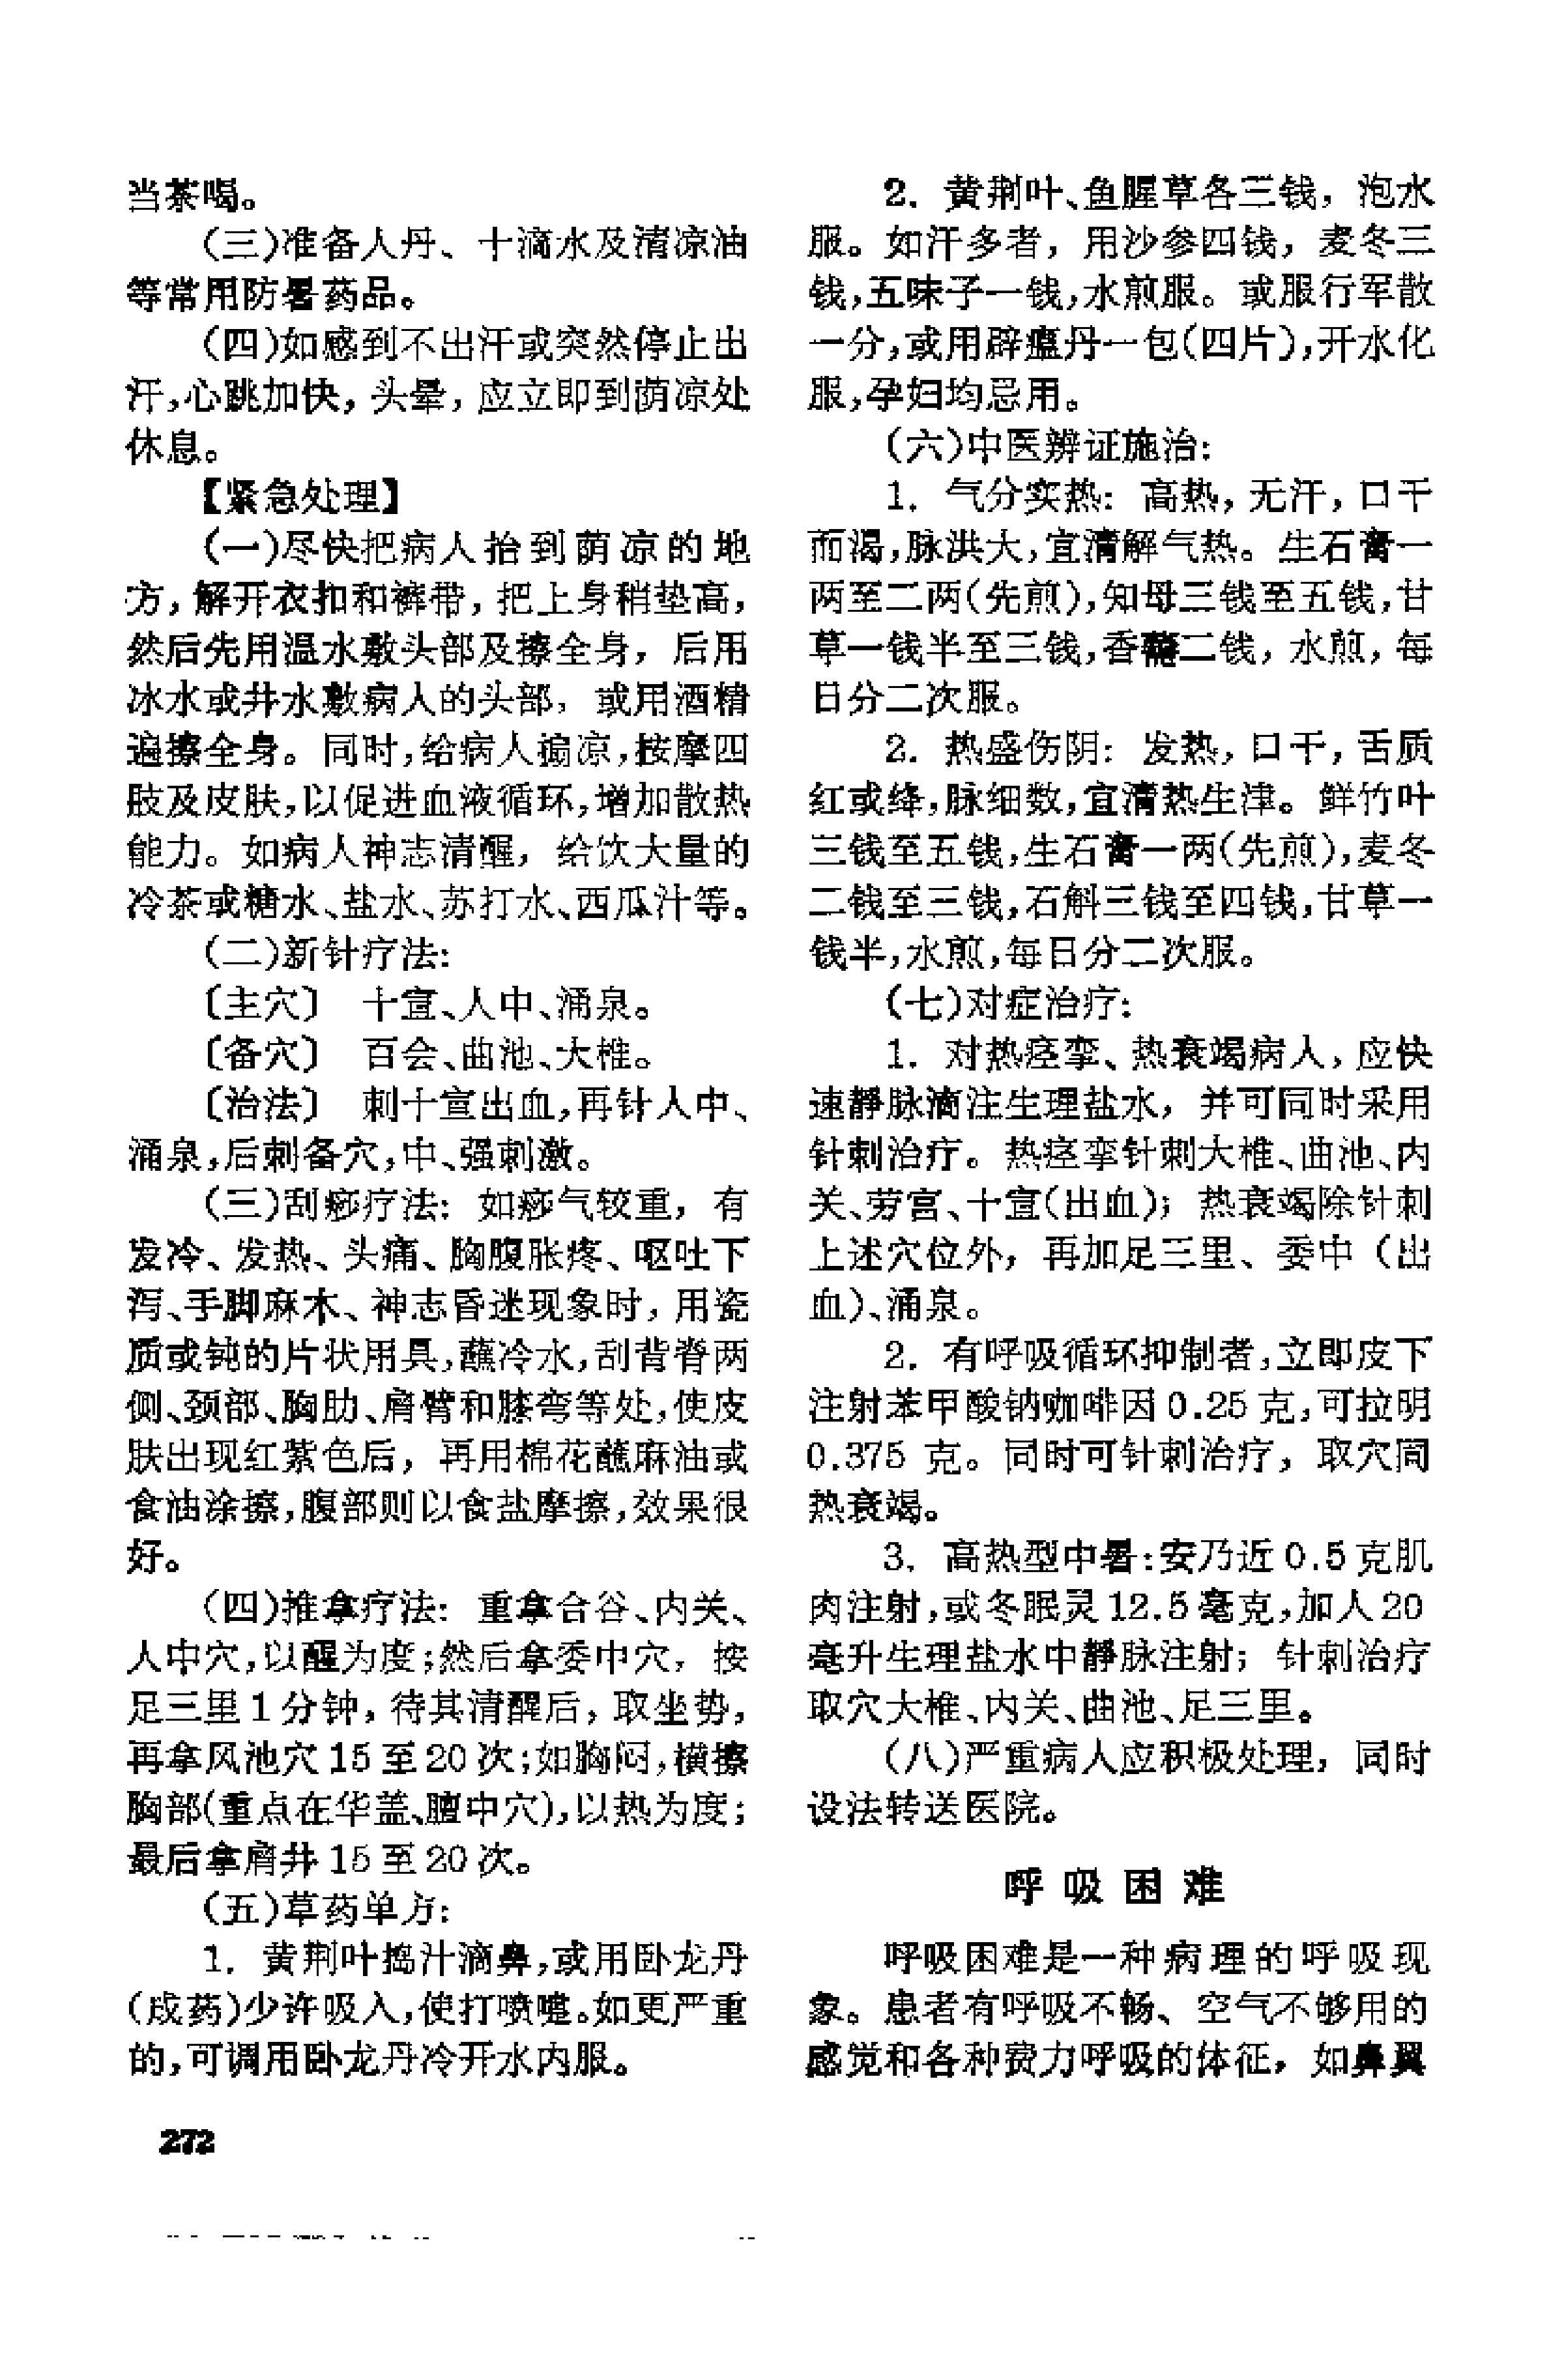 当茶喝。
（三）准备人丹、十滴水及清凉油
等常用防暑药品。
（四）如感到不出汗或突然停止出
汗，心跳加快，头晕，应立即到荫凉处
休息。
【紧急处理】
（一）尽快把病人抬到荫凉的地
方，解开衣扣和裤带，把上身稍垫高，
然后先用温水敷头部及擦全身，后用
冰水或井水敷病人的头部，或用酒精
遍擦全身。同时，给病人搧凉，按摩四
肢及皮肤，以促进血液循环，增加散热
能力。如病人神志清醒，给饮大量的
冷茶或糖水、盐水、苏打水、西瓜汁等。
（二）新针疗法：
〔主穴〕 十宣、人中、涌泉。
〔备穴〕 百会、曲池、大椎。
〔治法〕 刺十宣出血，再针人中、
涌泉，后刺备穴，中、强刺激。
（三）刮痧疗法：如痧气较重，有
发冷、发热、头痛、胸腹胀疼、呕吐下
泻、手脚麻木、神志昏迷现象时，用瓷
质或钝的片状用具，蘸冷水，刮背脊两
侧、颈部、胸肋、肩臂和膝弯等处，使皮
肤出现红紫色后，再用棉花蘸麻油或
食油涂擦，腹部则以食盐摩擦，效果很
好。
（四）推拿疗法：重拿合谷、内关、
人中穴，以醒为度；然后拿委中穴，按
足三里1分钟，待其清醒后，取坐势，
再拿风池穴15至20次；如胸闷，横擦
胸部（重点在华盖、膻中穴），以热为度；
最后拿肩井15至20次。
（五）草药单方：
1. 黄荆叶捣汁滴鼻，或用卧龙丹
（成药）少许吸入，使打喷嚏。如更严重
的，可调用卧龙丹冷开水内服。
272
2. 黄荆叶、鱼腥草各三钱，泡水
服。如汗多者，用沙参四钱，麦冬三
钱，五味子一钱，水煎服。或服行军散
一分，或用辟瘟丹一包（四片），开水化
服，孕妇均忌用。
（六）中医辨证施治：
1. 气分实热：高热，无汗，口干
而渴，脉洪大，宜清解气热。生石膏一
两至二两（先煎），知母三钱至五钱，甘
草一钱半至三钱，香薷二钱，水煎，每
日分二次服。
2. 热盛伤阴：发热，口干，舌质
红或绛，脉细数，宜清热生津。鲜竹叶
三钱至五钱，生石膏一两（先煎），麦冬
二钱至三钱，石斛三钱至四钱，甘草一
钱半，水煎，每日分二次服。
（七）对症治疗：
1. 对热痉挛、热衰竭病人，应快
速静脉滴注生理盐水，并可同时采用
针刺治疗。热痉挛针刺大椎、曲池、内
关、劳宫、十宣（出血）；热衰竭除针刺
上述穴位外，再加足三里、委中（出
血）、涌泉。
2. 有呼吸循环抑制者，立即皮下
注射苯甲酸钠咖啡因0.25克，可拉明
0.375克。同时可针刺治疗，取穴同
热衰竭。
3. 高热型中暑：安乃近0.5克肌
肉注射，或冬眠灵12.5毫克，加人20
毫升生理盐水中静脉注射；针刺治疗
取穴大椎、内关、曲池、足三里。
（八）严重病人应积极处理，同时
设法转送医院。
呼吸困难
呼吸困难是一种病理的呼吸现
象。患者有呼吸不畅、空气不够用的
感觉和各种费力呼吸的体征，如鼻翼